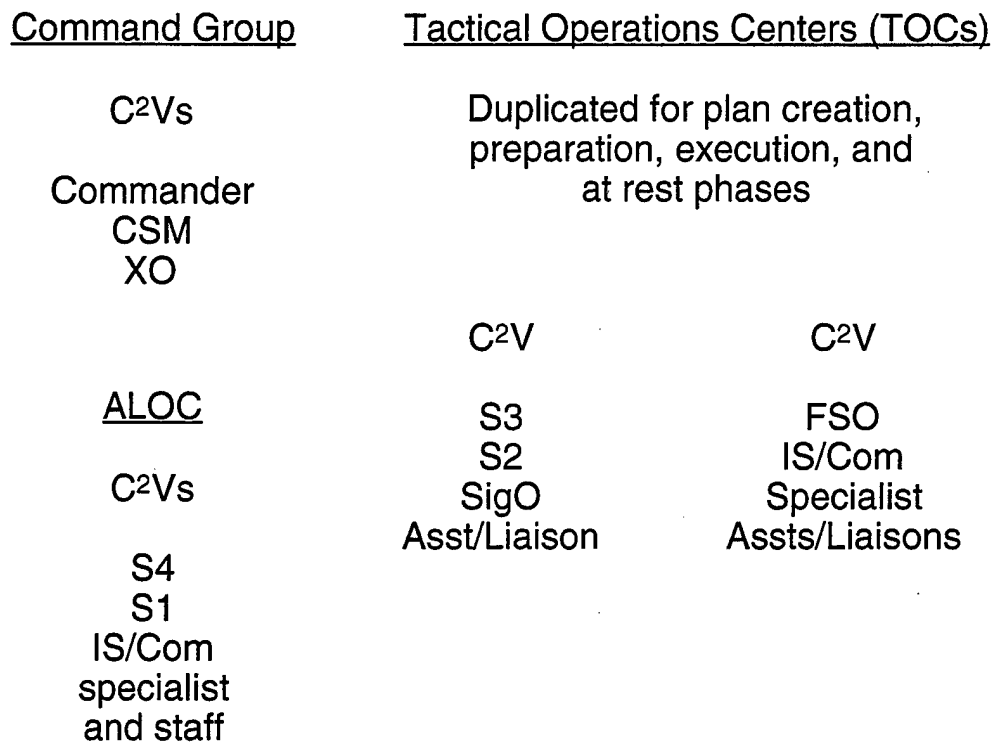 Command Group
C²Vs
Commander
CSM
XO
ALOC
C²Vs
S4
S1
IS/Com
specialist
and staff
Tactical Operations Centers (TOCs)
Duplicated for plan creation,
preparation, execution, and
at rest phases
C²V
S3
S2
SigO
Asst/Liaison
C²V
FSO
IS/Com
Specialist
Assts/Liaisons